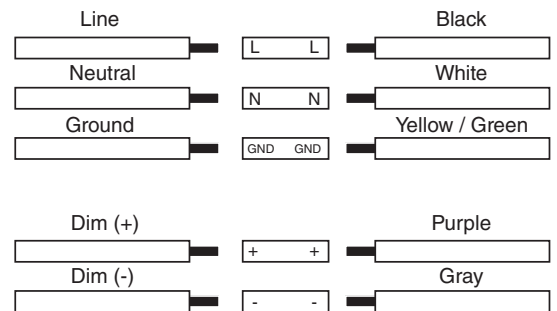 Line Black
L L
Neutral White
N N
Ground Yellow / Green
GND GND
Dim (+) Purple
+ +
Dim (-) Gray
- -